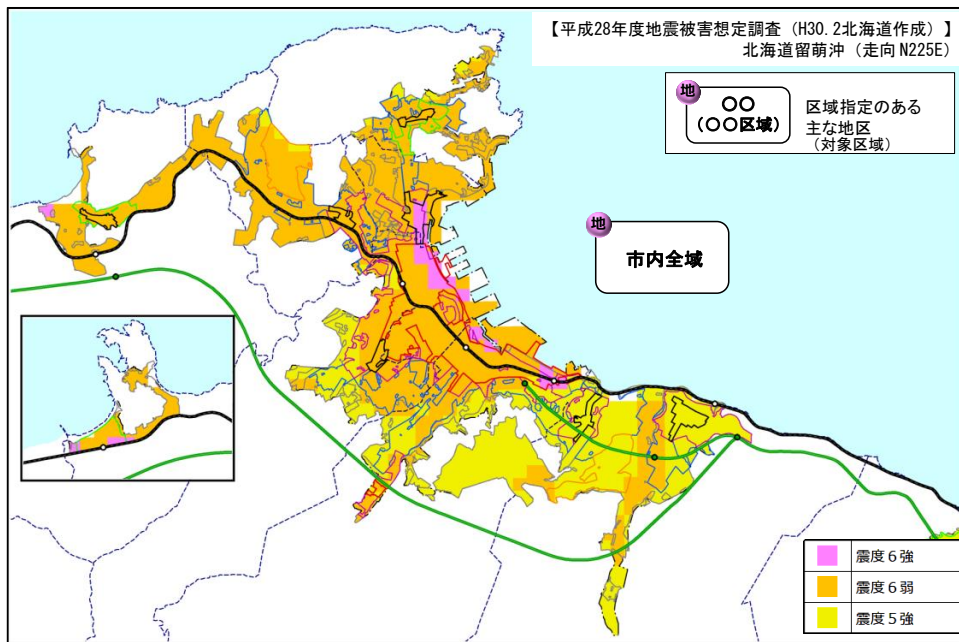 【平成28年度地震被害想定調査（H30.2北海道作成）】
北海道留萌沖（走向N225E）
地
○○
（○○区域）
区域指定のある
主な地区
（対象区域）
地
市内全域
震度６強
震度６弱
震度５強